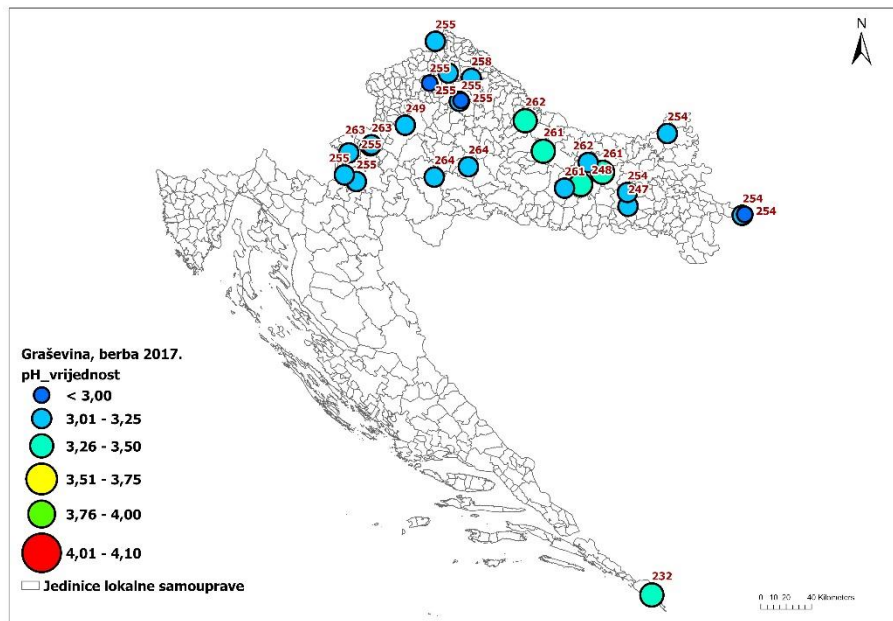 N
255
255
258
255
255
255
262
249
254
263
263
261
255
264
264
262
261
255
261
248
254
247
254
254
Graševina, berba 2017.
pH_vrijednost
< 3,00
3,01 - 3,25
3,26 - 3,50
3,51 - 3,75
3,76 - 4,00
4,01 - 4,10
Jedinice lokalne samouprave
232
0 10 20 40 Kilometers